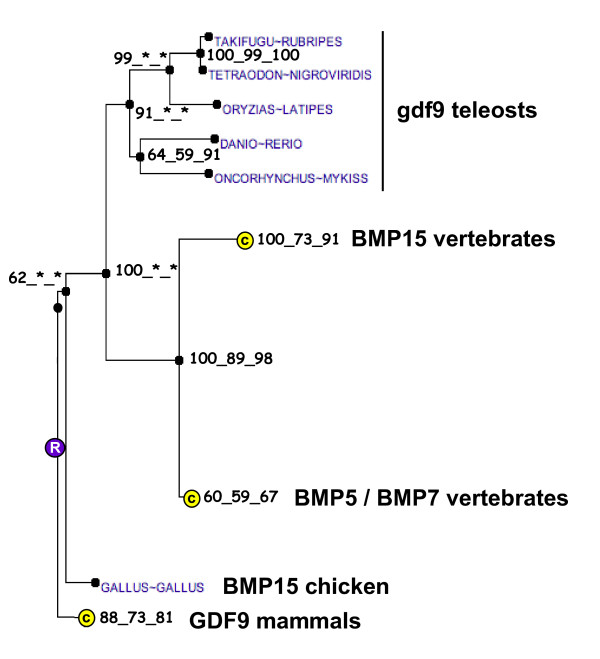 TAKIFUGU~RUBRIPES
99_*_*
100_99_100
TETRAODON~NIGROVIRIDIS
ORYZIAS~LATIPES
gdf9 teleosts
91_*_*
DANIO~RERIO
64_59_91
ONCORHYNCHUS~MYKISS
C 100_73_91 BMP15 vertebrates
100_*_*
62_*_*
100_89_98
R
C 60_59_67 BMP5 / BMP7 vertebrates
GALLUS~GALLUS BMP15 chicken
C 88_73_81 GDF9 mammals